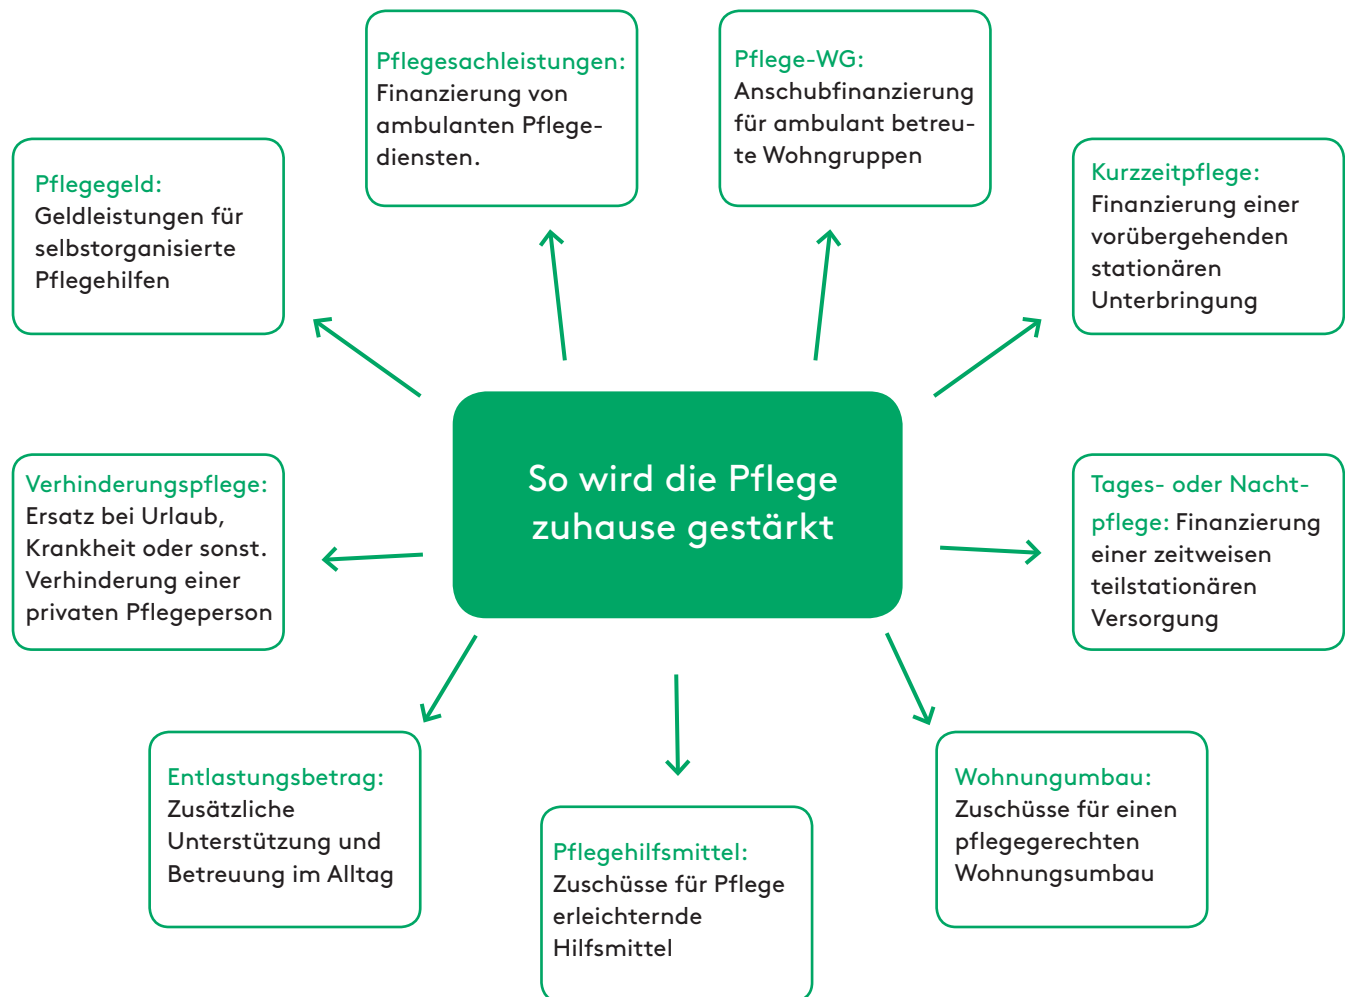 Pflegesachleistungen:
Finanzierung von
ambulanten Pflege-
diensten.
Pflege-WG:
Anschubfinanzierung
für ambulant betreu-
te Wohngruppen
Pflegegeld:
Geldleistungen für
selbstorganisierte
Pflegehilfen
Kurzzeitpflege:
Finanzierung einer
vorübergehenden
stationären
Unterbringung
So wird die Pflege
zuhause gestärkt
Verhinderungspflege:
Ersatz bei Urlaub,
Krankheit oder sonst.
Verhinderung einer
privaten Pflegeperson
Tages- oder Nacht-
pflege: Finanzierung
einer zeitweisen
teilstationären
Versorgung
Entlastungsbetrag:
Zusätzliche
Unterstützung und
Betreuung im Alltag
Pflegehilfsmittel:
Zuschüsse für Pflege
erleichternde
Hilfsmittel
Wohnungumbau:
Zuschüsse für einen
pflegegerechten
Wohnungsumbau